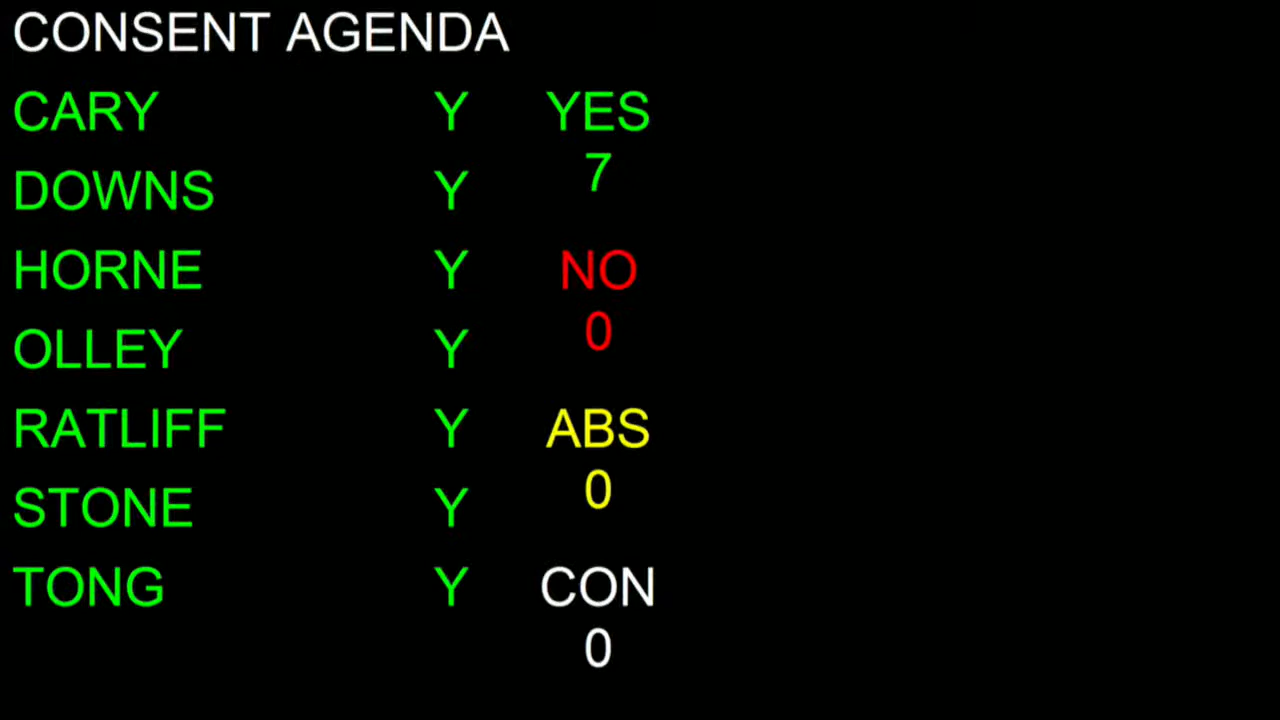 CONSENT AGENDA
CARY Y YES
7
DOWNS Y
HORNE Y NO
0
OLLEY Y
RATLIFF Y ABS
0
STONE Y
TONG Y CON
0